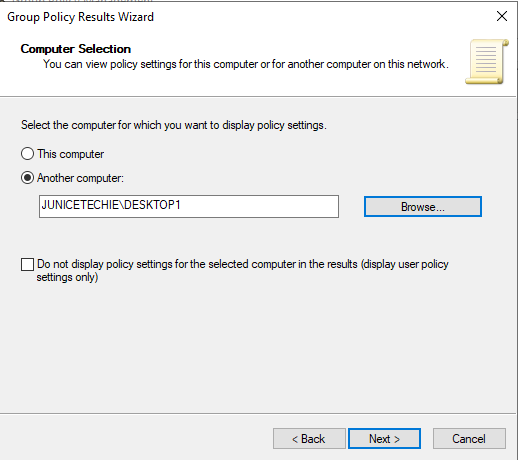 Group Policy Results Wizard
Computer Selection
You can view policy settings for this computer or for another computer on this network.
Select the computer for which you want to display policy settings.
This computer
Another computer:
JUNICETECHIE\DESKTOP1
Browse...
Do not display policy settings for the selected computer in the results (display user policy
settings only)
< Back
Next >
Cancel